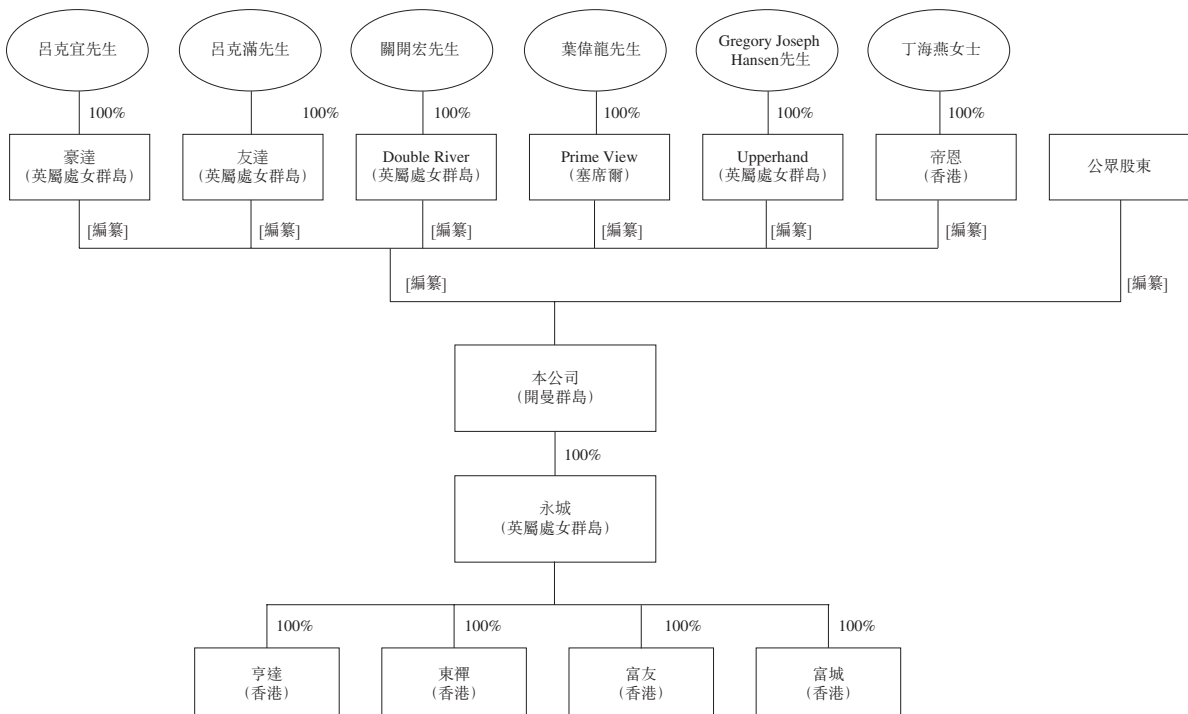 呂克宜先生
呂克滿先生
關開宏先生
葉偉龍先生
Gregory Joseph
Hansen先生
丁海燕女士
100%
100%
100%
100%
100%
100%
豪達
(英屬處女群島)
友達
(英屬處女群島)
Double River
(英屬處女群島)
Prime View
(塞席爾)
Upperhand
(英屬處女群島)
帝恩
(香港)
公眾股東
[編纂]
[編纂]
[編纂]
[編纂]
[編纂]
[編纂]
[編纂]
[編纂]
本公司
(開曼群島)
100%
永城
(英屬處女群島)
100%
100%
100%
100%
亨達
(香港)
東禪
(香港)
富友
(香港)
富城
(香港)